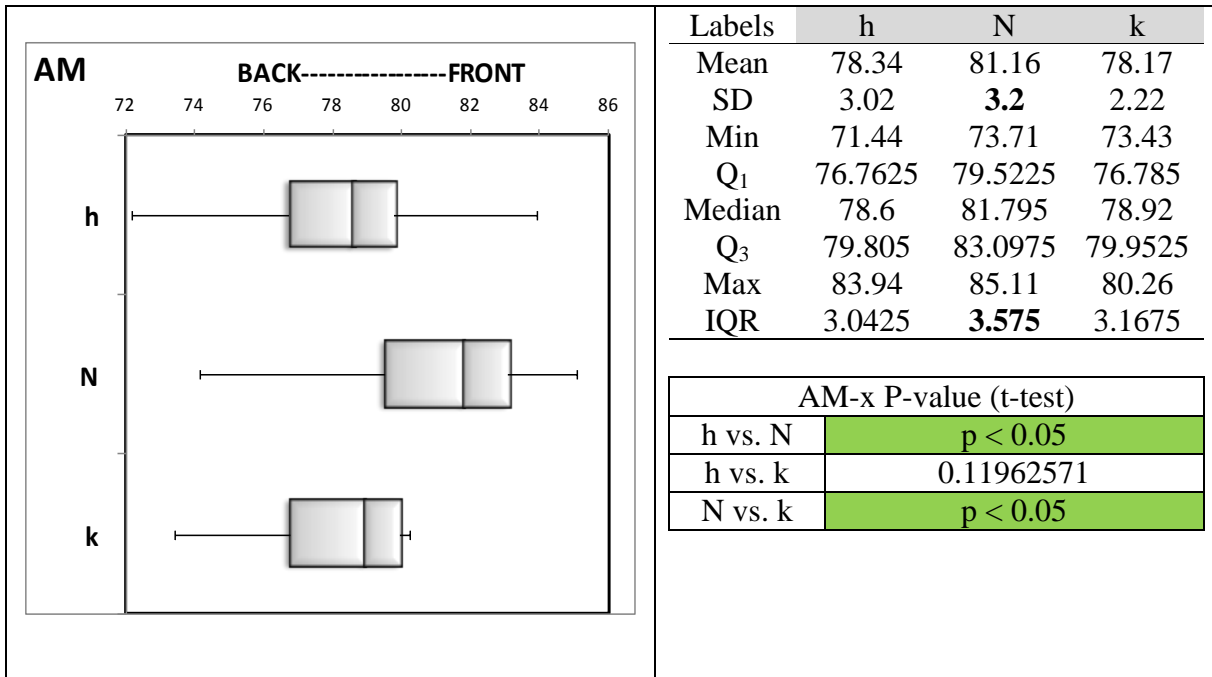 AM
BACK-----------------FRONT
72 74 76 78 80 82 84 86
h
N
k
Labels h N k
Mean 78.34 81.16 78.17
SD 3.02 3.2 2.22
Min 71.44 73.71 73.43
Q1 76.7625 79.5225 76.785
Median 78.6 81.795 78.92
Q3 79.805 83.0975 79.9525
Max 83.94 85.11 80.26
IQR 3.0425 3.575 3.1675
AM-x P-value (t-test)
h vs. N p < 0.05
h vs. k 0.11962571
N vs. k p < 0.05